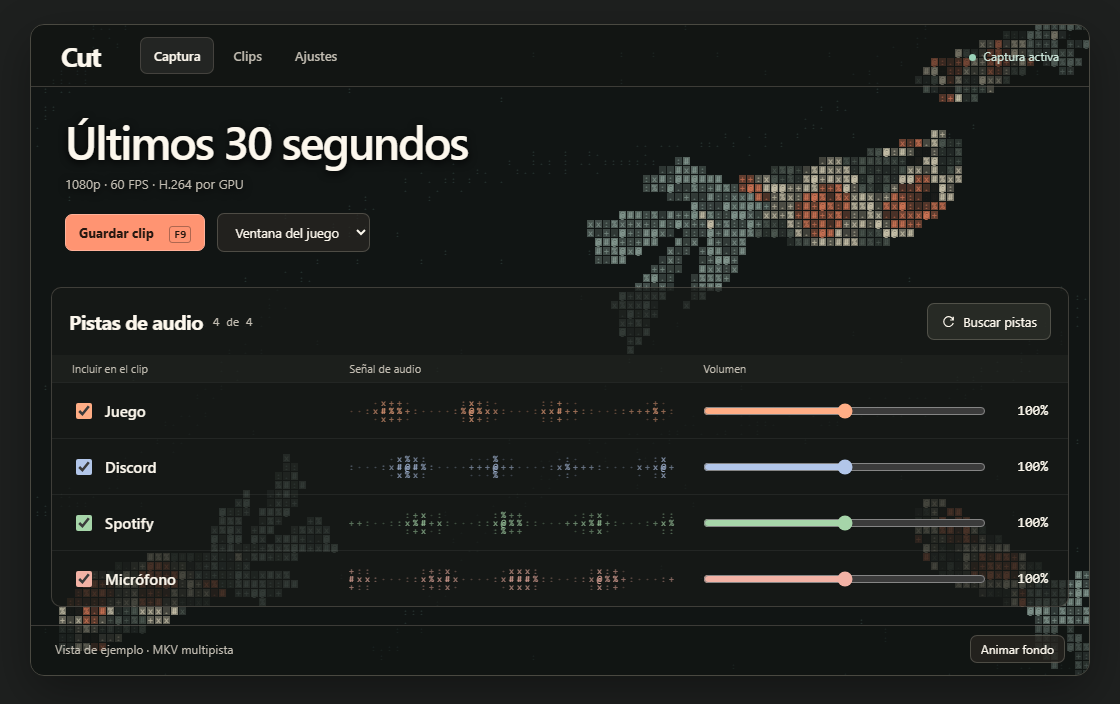 Cut Captura Clips Ajustes Captura activa
Últimos 30 segundos
1080p · 60 FPS · H.264 por GPU
Guardar clip F9 Ventana del juego
Pistas de audio 4 de 4 Buscar pistas
Incluir en el clip Señal de audio Volumen
Juego 100%
Discord 100%
Spotify 100%
Micrófono 100%
Vista de ejemplo · MKV multipista Animar fondo